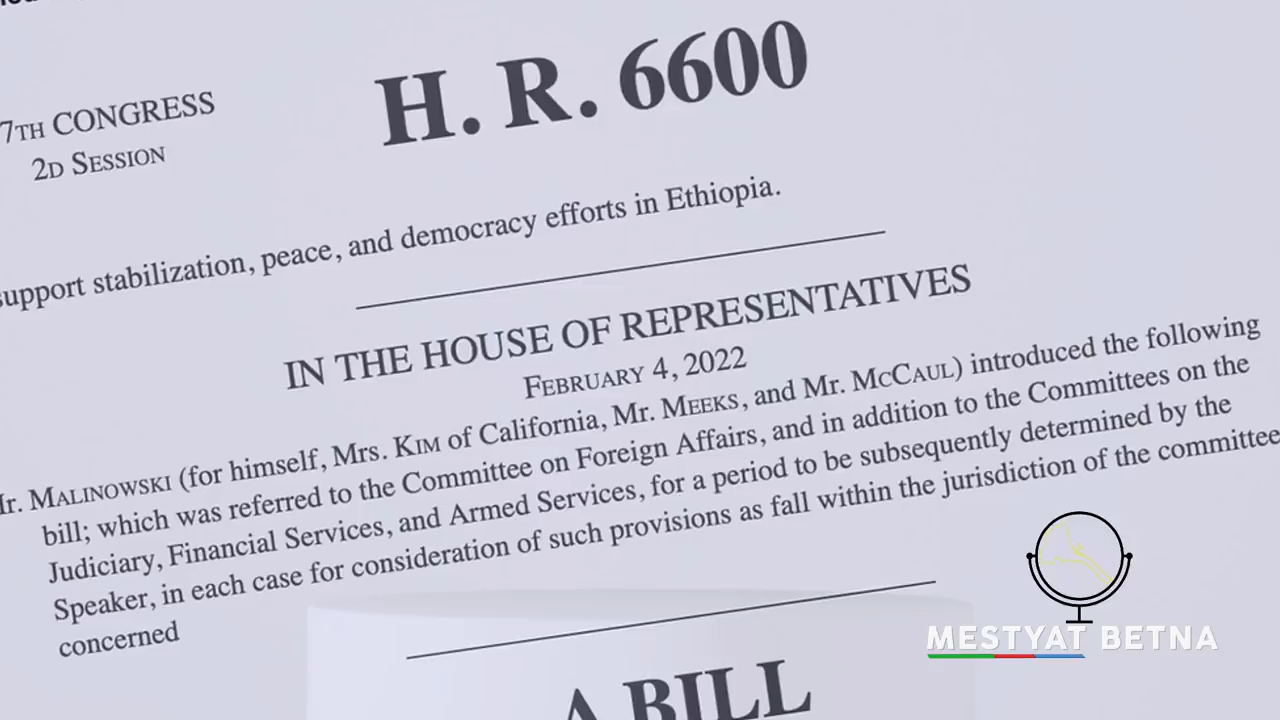 H. R. 6600
7TH CONGRESS
2D SESSION
support stabilization, peace, and democracy efforts in Ethiopia.
IN THE HOUSE OF REPRESENTATIVES
FEBRUARY 4, 2022
Mr. MALINOWSKI (for himself, Mrs. KIM of California, Mr. MEEKS, and Mr. MCCAUL) introduced the following
bill; which was referred to the Committee on Foreign Affairs, and in addition to the Committees on the
Judiciary, Financial Services, and Armed Services, for a period to be subsequently determined by the
Speaker, in each case for consideration of such provisions as fall within the jurisdiction of the committee
concerned
A BILL
MESTYAT BETNA